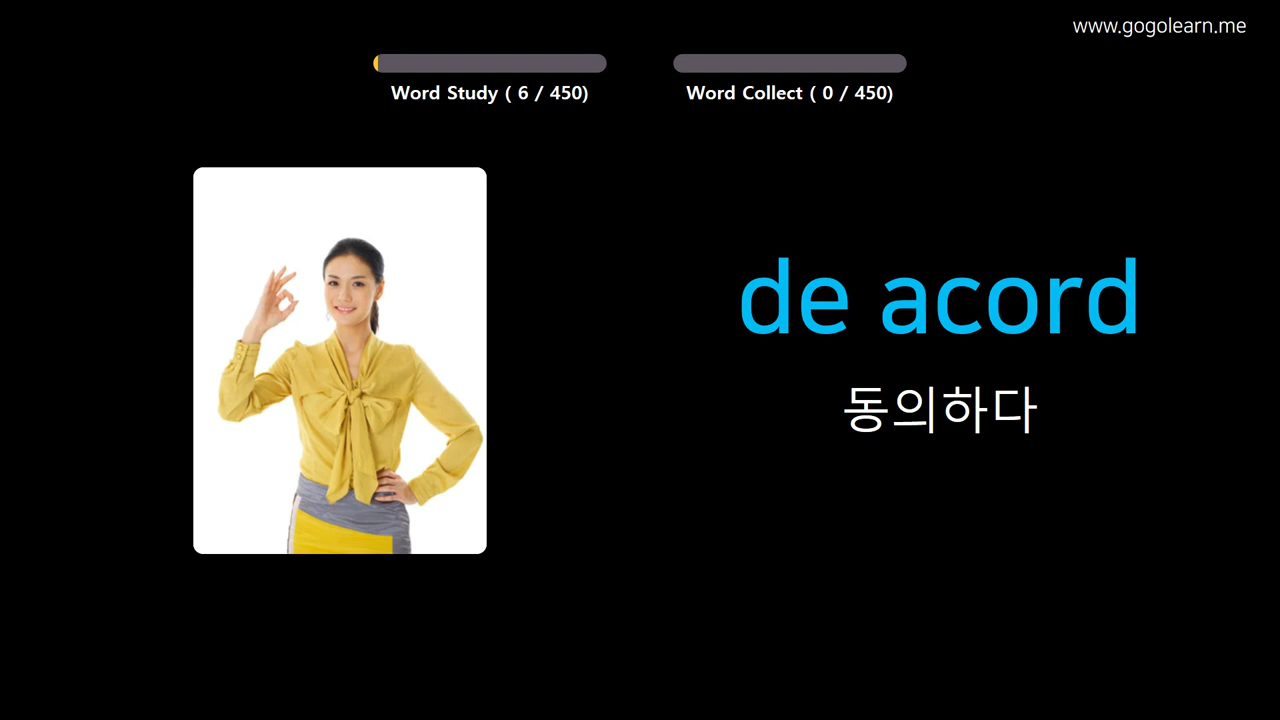 www.gogolearn.me
Word Study ( 6 / 450)
Word Collect ( 0 / 450)
de acord
동의하다